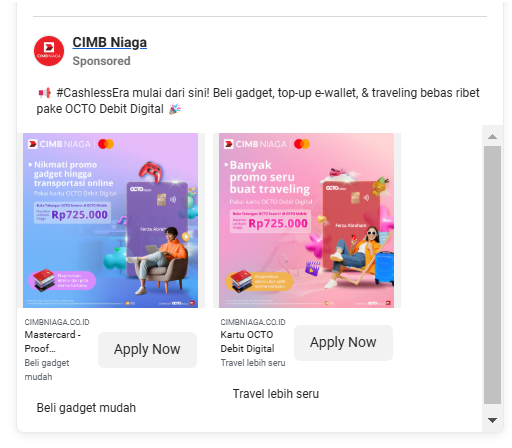 CIMB Niaga
Sponsored
📢 #CashlessEra mulai dari sini! Beli gadget, top-up e-wallet, & traveling bebas ribet
pake OCTO Debit Digital 🎉
CIMB NIAGA
Nikmati promo
gadget hingga
transportasi online
Pakai kartu OCTO Debit Digital
Rp725.000
OCTO
Ferza Abraham
CIMBNIAGA.CO.ID
Mastercard -
Proof...
Beli gadget
mudah
Apply Now
Beli gadget mudah
CIMB NIAGA
Banyak
promo seru
buat traveling
Pakai kartu OCTO Debit Digital
Rp725.000
OCTO
Ferza Abraham
CIMBNIAGA.CO.ID
Kartu OCTO
Debit Digital
Travel lebih seru
Apply Now
Travel lebih seru